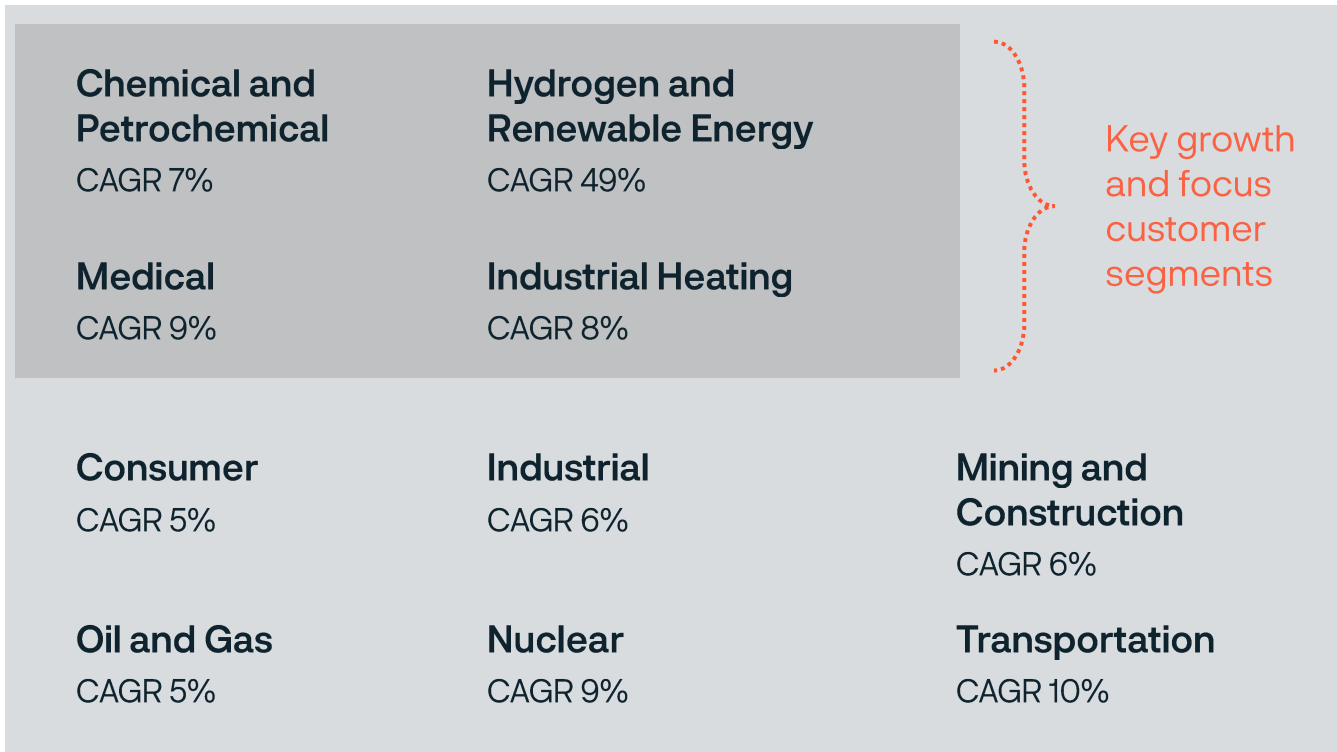 Chemical and
Petrochemical
CAGR 7%
Hydrogen and
Renewable Energy
CAGR 49%
Medical
CAGR 9%
Industrial Heating
CAGR 8%
Key growth
and focus
customer
segments
Consumer
CAGR 5%
Industrial
CAGR 6%
Mining and
Construction
CAGR 6%
Oil and Gas
CAGR 5%
Nuclear
CAGR 9%
Transportation
CAGR 10%